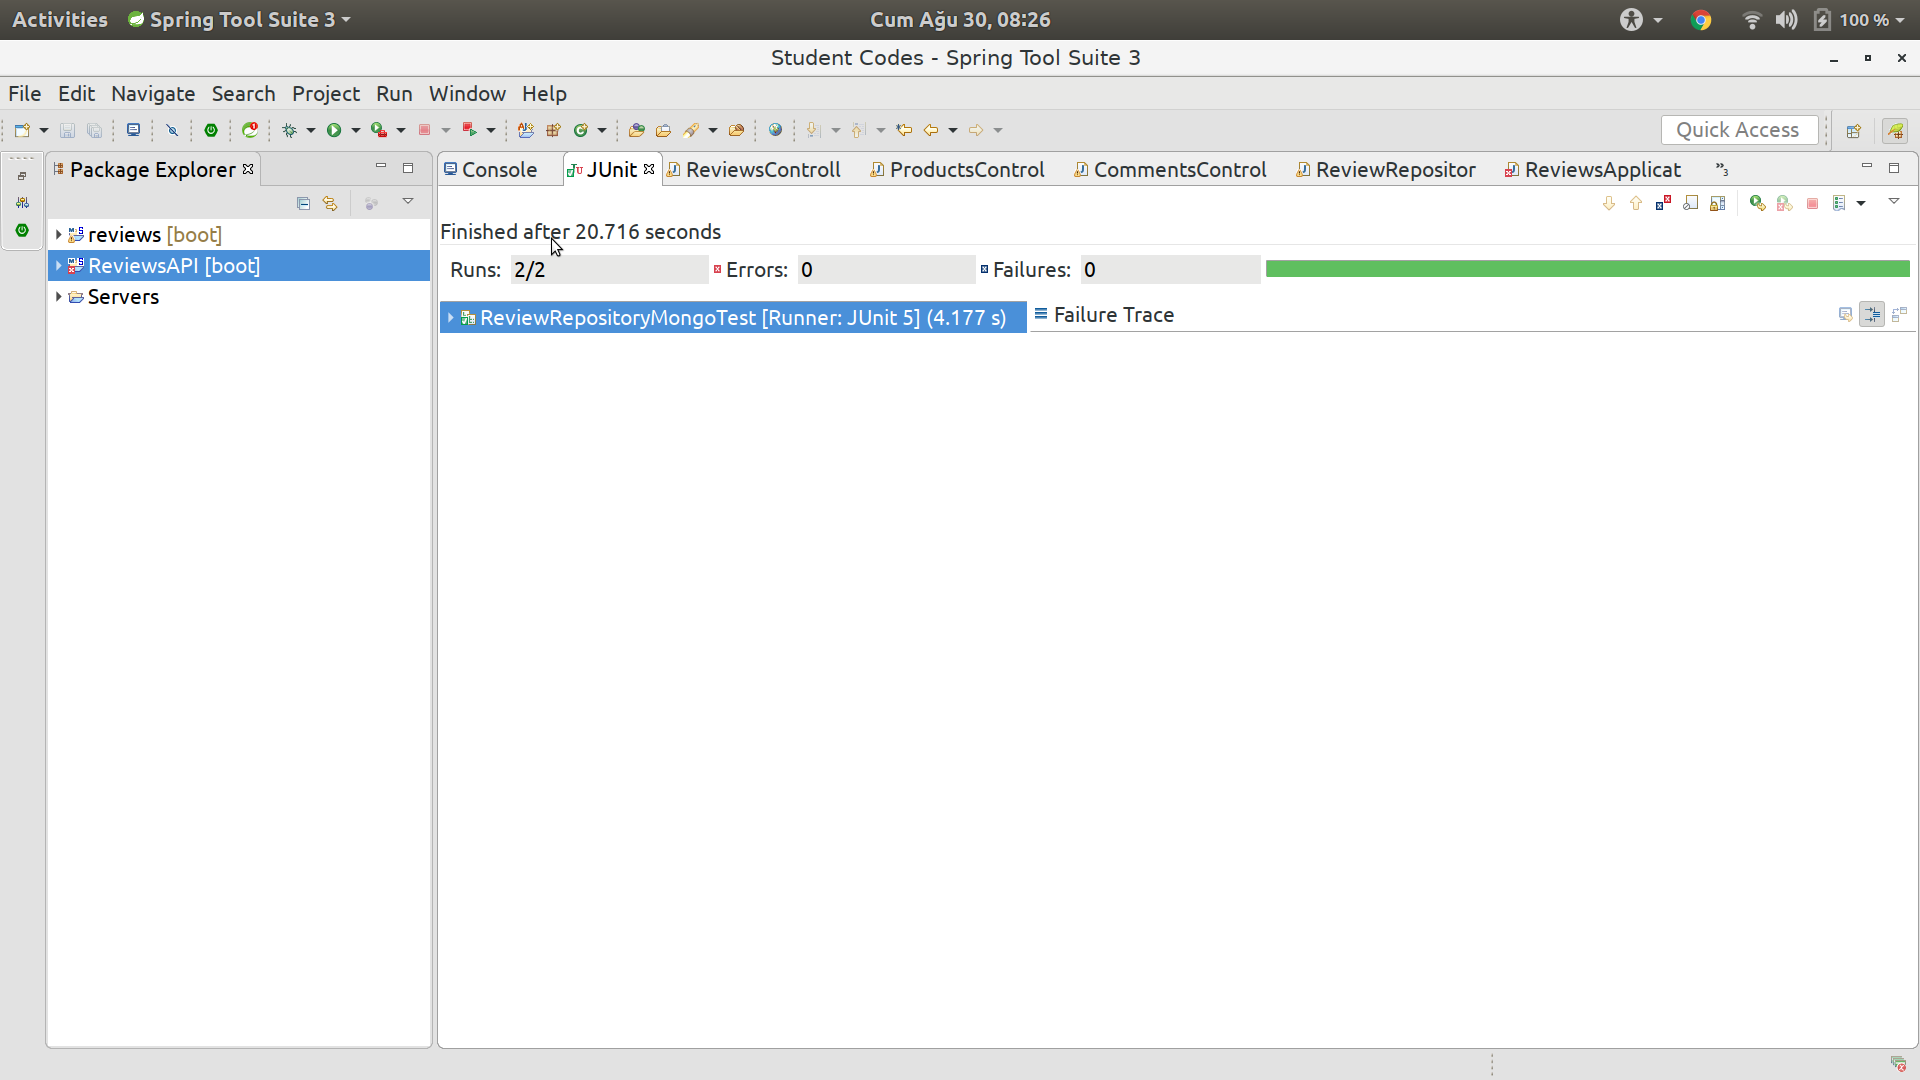 Activities Spring Tool Suite 3 Cum Ağu 30, 08:26 100 %
Student Codes - Spring Tool Suite 3
File Edit Navigate Search Project Run Window Help
Quick Access
Package Explorer Console JUnit ReviewsControll ProductsControl CommentsControl ReviewRepositor ReviewsApplicat »3
reviews [boot]
ReviewsAPI [boot]
Servers
Finished after 20.716 seconds
Runs: 2/2 Errors: 0 Failures: 0
ReviewRepositoryMongoTest [Runner: JUnit 5] (4.177 s) Failure Trace